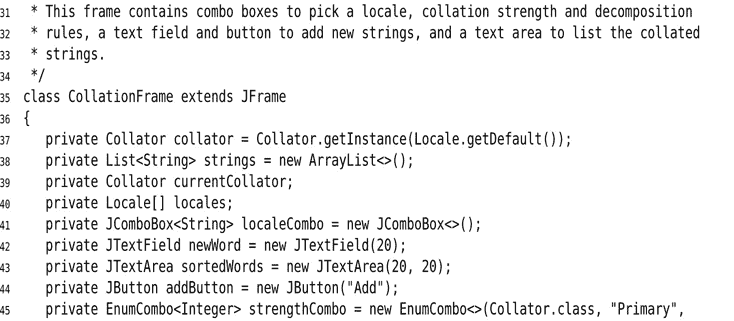 31  * This frame contains combo boxes to pick a locale, collation strength and decomposition
32  * rules, a text field and button to add new strings, and a text area to list the collated
33  * strings.
34  */
35 class CollationFrame extends JFrame
36 {
37    private Collator collator = Collator.getInstance(Locale.getDefault());
38    private List<String> strings = new ArrayList<>();
39    private Collator currentCollator;
40    private Locale[] locales;
41    private JComboBox<String> localeCombo = new JComboBox<>();
42    private JTextField newWord = new JTextField(20);
43    private JTextArea sortedWords = new JTextArea(20, 20);
44    private JButton addButton = new JButton("Add");
45    private EnumCombo<Integer> strengthCombo = new EnumCombo<>(Collator.class, "Primary",